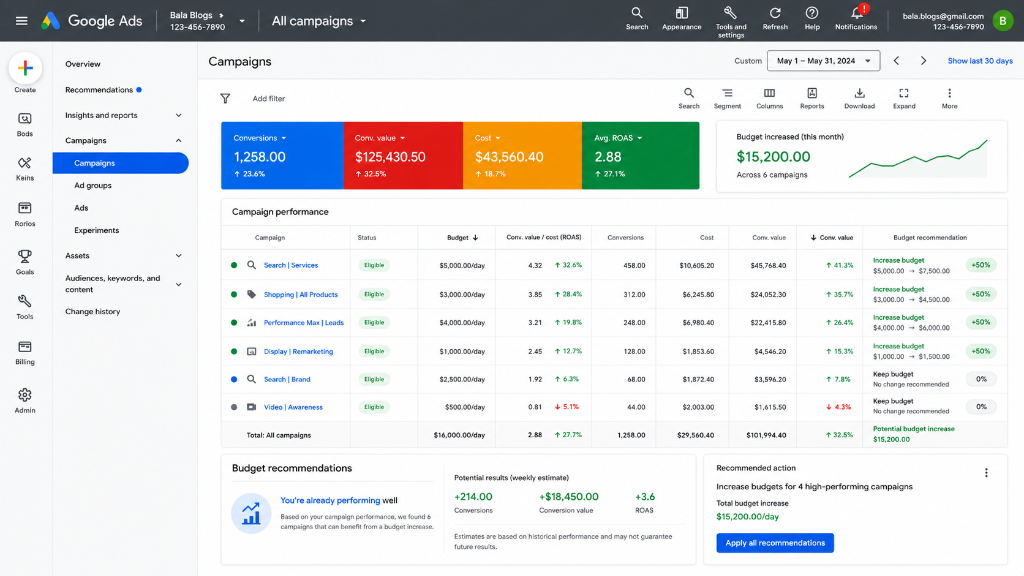 Google Ads
Bala Blogs
123-456-7890
All campaigns
Search
Appearance
Tools and
settings
Refresh
Help
!
Notifications
bala.blogs@gmail.com
123-456-7890
B
Create
Bods
Keins
Rorios
Goals
Tools
Billing
Admin
Overview
Recommendations
Insights and reports
Campaigns
Campaigns
Ad groups
Ads
Experiments
Assets
Audiences, keywords, and
content
Change history
Campaigns
Custom
May 1 – May 31, 2024
Show last 30 days
Add filter
Search
Segment
Columns
Reports
Download
Expand
More
Conversions
1,258.00
↑ 23.6%
Conv. value
$125,430.50
↑ 32.5%
Cost
$43,560.40
↑ 18.7%
Avg. ROAS
2.88
↑ 27.1%
Budget increased (this month)
$15,200.00
Across 6 campaigns
Campaign performance
Campaign Status Budget ↓ Conv. value / cost (ROAS) Conversions Cost Conv. value ↓ Conv. value Budget recommendation
Search | Services Eligible $5,000.00/day 4.32 ↑ 32.6% 458.00 $10,605.20 $45,768.40 ↑ 41.3% Increase budget
$5,000.00 → $7,500.00 +50%
Shopping | All Products Eligible $3,000.00/day 3.85 ↑ 28.4% 312.00 $6,245.80 $24,052.30 ↑ 35.7% Increase budget
$3,000.00 → $4,500.00 +50%
Performance Max | Leads Eligible $4,000.00/day 3.21 ↑ 19.8% 248.00 $6,980.40 $22,415.80 ↑ 26.4% Increase budget
$4,000.00 → $6,000.00 +50%
Display | Remarketing Eligible $1,000.00/day 2.45 ↑ 12.7% 128.00 $1,853.60 $4,546.20 ↑ 15.3% Increase budget
$1,000.00 → $1,500.00 +50%
Search | Brand Eligible $2,500.00/day 1.92 ↑ 6.3% 68.00 $1,872.40 $3,596.20 ↑ 7.8% Keep budget
No change recommended 0%
Video | Awareness Eligible $500.00/day 0.81 ↓ 5.1% 44.00 $2,003.00 $1,615.50 ↓ 4.3% Keep budget
No change recommended 0%
Total: All campaigns $16,000.00/day 2.88 ↑ 27.7% 1,258.00 $29,560.40 $101,994.40 ↑ 32.5% Potential budget increase
$15,200.00
Budget recommendations
You're already performing well
Based on your campaign performance, we found 6
campaigns that can benefit from a budget increase.
Potential results (weekly estimate)
+214.00
Conversions
+$18,450.00
Conversion value
+3.6
ROAS
Estimates are based on historical performance and may not guarantee
future results.
Recommended action
Increase budgets for 4 high-performing campaigns
Total budget increase
$15,200.00/day
Apply all recommendations